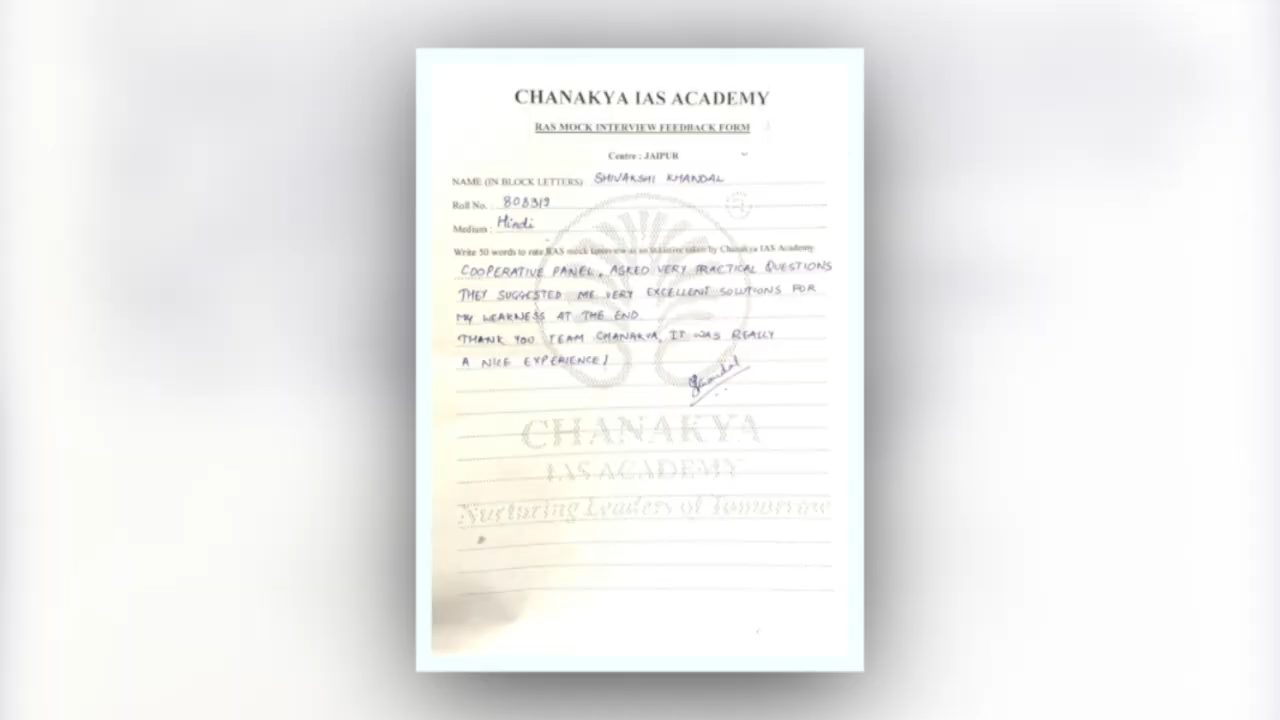 CHANAKYA IAS ACADEMY
RAS MOCK INTERVIEW FEEDBACK FORM
Centre : JAIPUR
NAME (IN BLOCK LETTERS) SHIVAKSHI KHANDAL
Roll No. : 808312
Medium : Hindi
Write 50 words to rate RAS mock interview as an initiative taken by Chanakya IAS Academy
COOPERATIVE PANEL, ASKED VERY PRACTICAL QUESTIONS
THEY SUGGESTED ME VERY EXCELLENT SOLUTIONS FOR
MY WEAKNESS AT THE END.
THANK YOU TEAM CHANAKYA, IT WAS REALLY
A NICE EXPERIENCE!
Khandal
CHANAKYA
IAS ACADEMY
Nurturing Leaders of Tomorrow